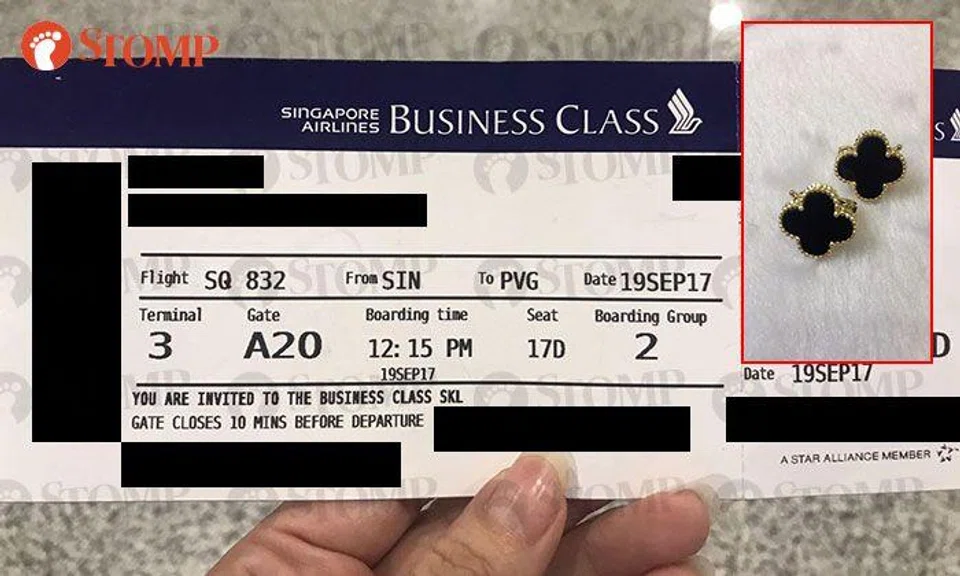 STOMP
SINGAPORE AIRLINES BUSINESS CLASS
S
Flight SQ 832 From SIN To PVG Date 19SEP17
Terminal Gate Boarding time Seat Boarding Group
3 A20 12:15 PM 17D 2
D
19SEP17
Date 19SEP17
YOU ARE INVITED TO THE BUSINESS CLASS SKL
GATE CLOSES 10 MINS BEFORE DEPARTURE
A STAR ALLIANCE MEMBER